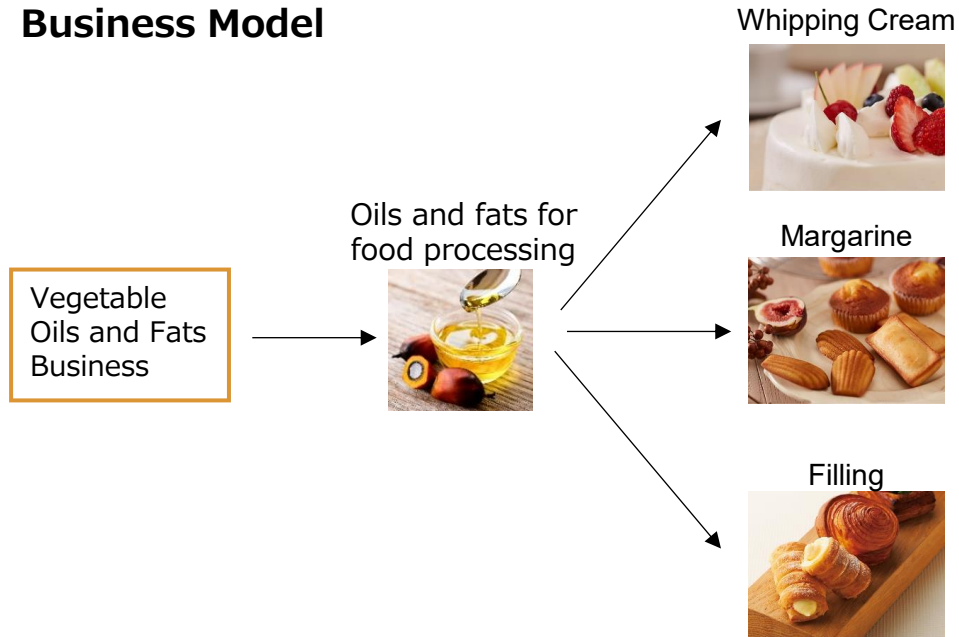 Business Model
Whipping Cream
Oils and fats for
food processing
Margarine
Vegetable
Oils and Fats
Business
Filling